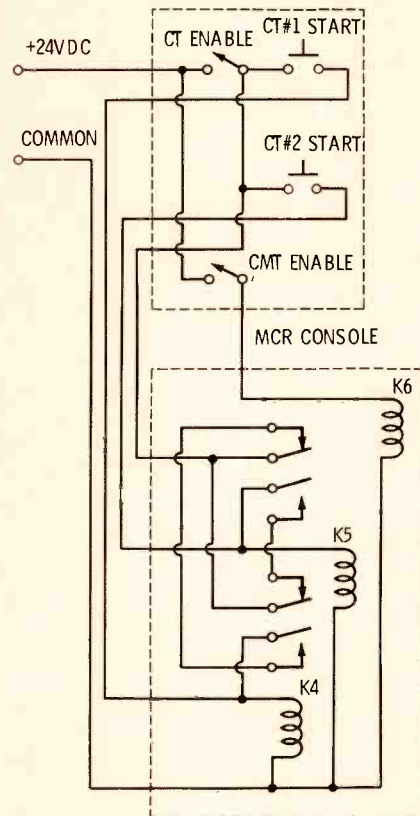 CT ENABLE
CT#1 START
+24VDC
COMMON
CT#2 START
CMT ENABLE
MCR CONSOLE
K6
K5
K4